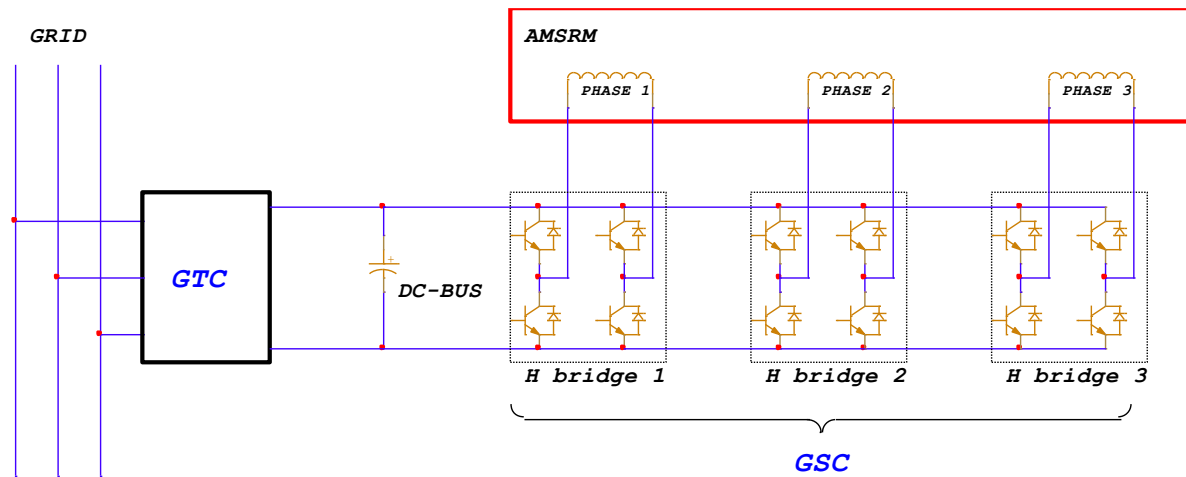 GRID
AMSRM
PHASE 1
PHASE 2
PHASE 3
GTC
+
DC-BUS
H bridge 1
H bridge 2
H bridge 3
GSC